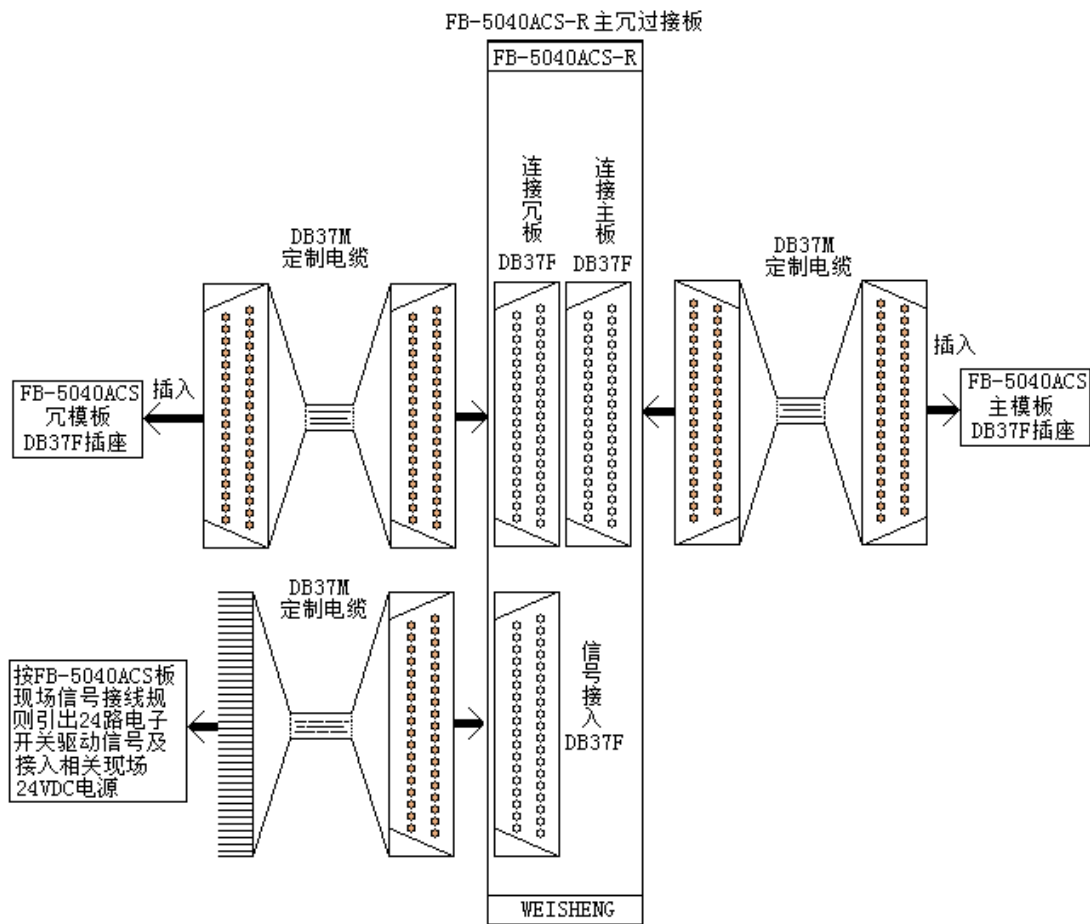 FB-5040ACS-R主冗过接板
FB-5040ACS-R
连接冗板
DB37F
连接主板
DB37F
DB37M
定制电缆
DB37M
定制电缆
插入
FB-5040ACS
冗模板
DB37F插座
插入
FB-5040ACS
主模板
DB37F插座
DB37M
定制电缆
信号接入
DB37F
按FB-5040ACS板
现场信号接线规
则引出24路电子
开关驱动信号及
接入相关现场
24VDC电源
WEISHENG